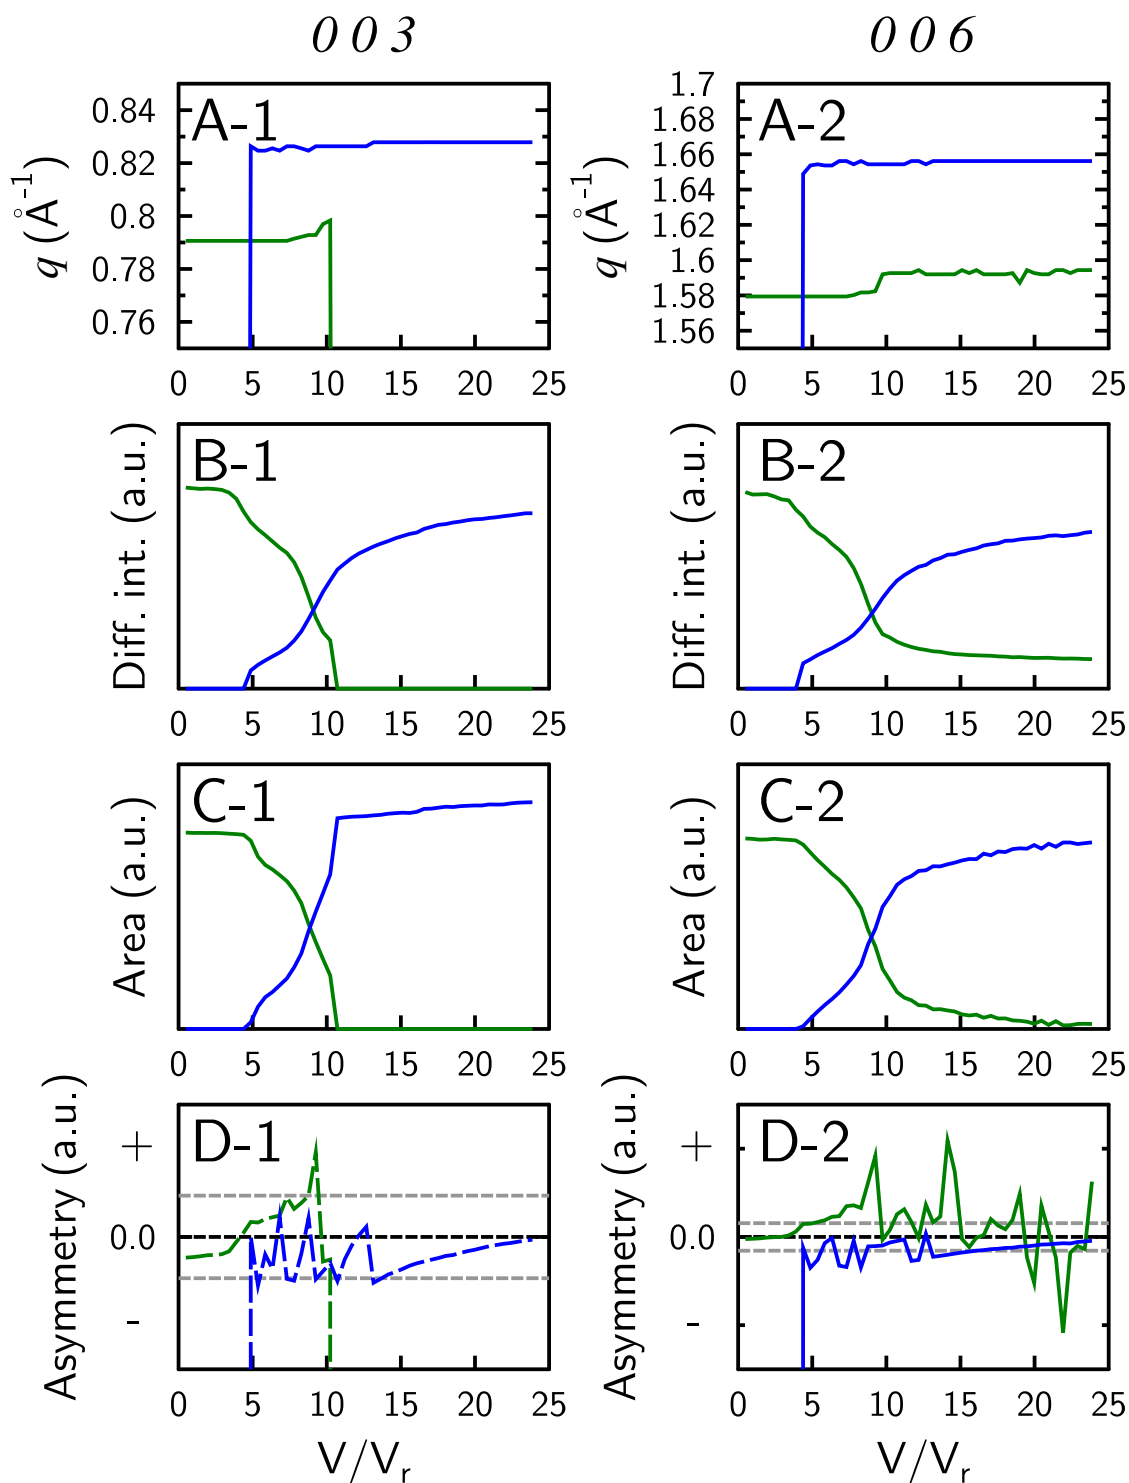 0 0 3
0 0 6
A-1
0.84
0.82
0.8
0.78
0.76
q (Å-1)
0 5 10 15 20 25
A-2
1.7
1.68
1.66
1.64
1.62
1.6
1.58
1.56
q (Å-1)
0 5 10 15 20 25
B-1
Diff. int. (a.u.)
0 5 10 15 20 25
B-2
Diff. int. (a.u.)
0 5 10 15 20 25
C-1
Area (a.u.)
0 5 10 15 20 25
C-2
Area (a.u.)
0 5 10 15 20 25
D-1
+
0.0
-
Asymmetry (a.u.)
0 5 10 15 20 25
V/Vr
D-2
+
0.0
-
Asymmetry (a.u.)
0 5 10 15 20 25
V/Vr